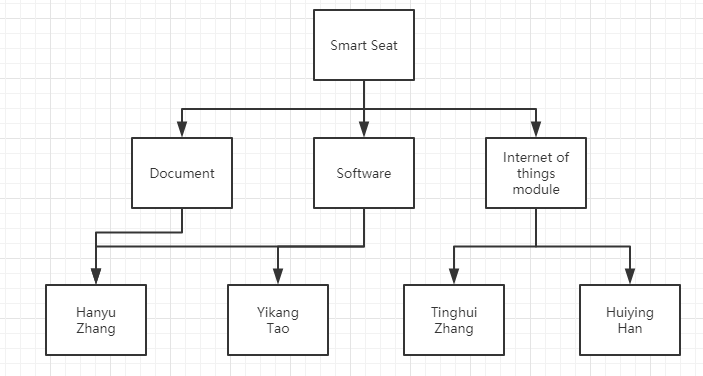 Smart Seat
Document
Software
Internet of
things
module
Hanyu
Zhang
Yikang
Tao
Tinghui
Zhang
Huiying
Han